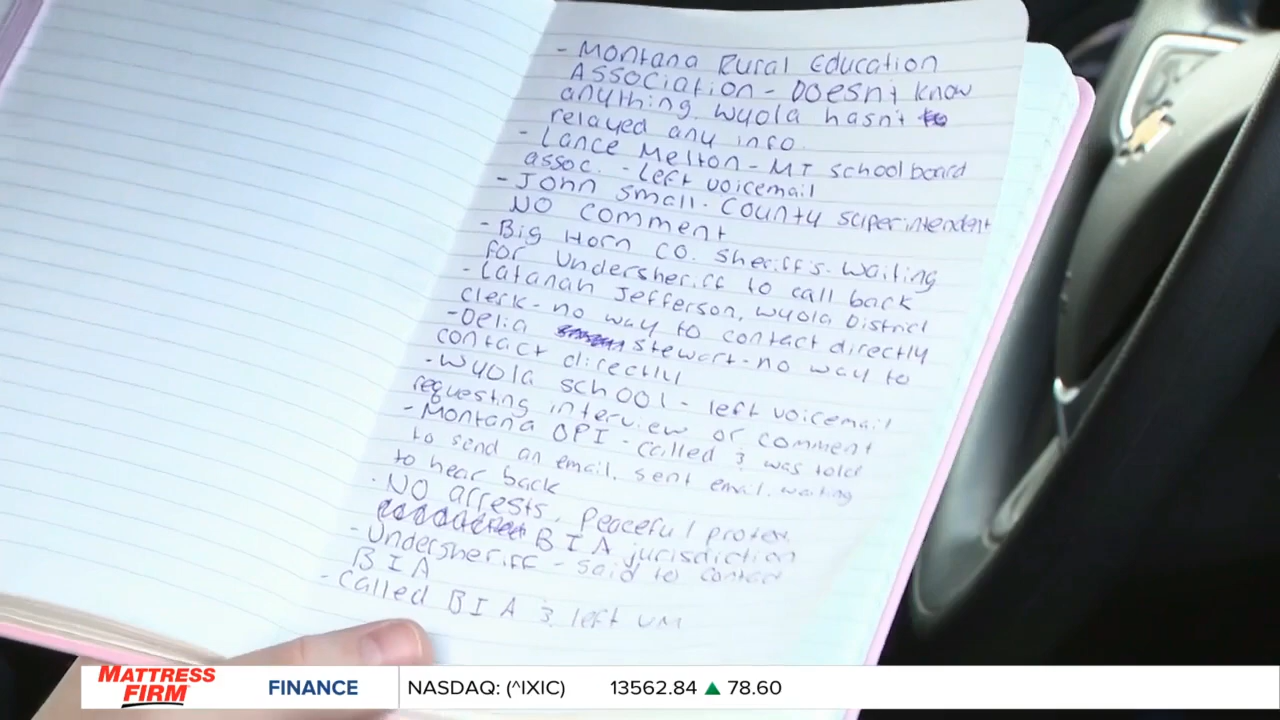 - Montana Rural Education
Association - Doesn't know
anything. Wyola hasn't
relayed any info.
- Lance Melton - MT school board
assoc. - Left voicemail
- John Small - County superintendent
NO comment
- Big Horn Co. Sheriff's. waiting
for undersheriff to call back
- Latanah Jefferson, Wyola District
clerk - no way to contact directly
- Delia Stewart - no way to
contact directly
- Wyola school - left voicemail
requesting interview or comment
- Montana OPI - called & was told
to send an email, sent email. waiting
to hear back
- NO arrests. Peaceful protest.
BIA jurisdiction
- Undersheriff - said to contact
BIA
- Called BIA & left VM
MATTRESS
FIRM
FINANCE NASDAQ: (^IXIC) 13562.84 ▲ 78.60